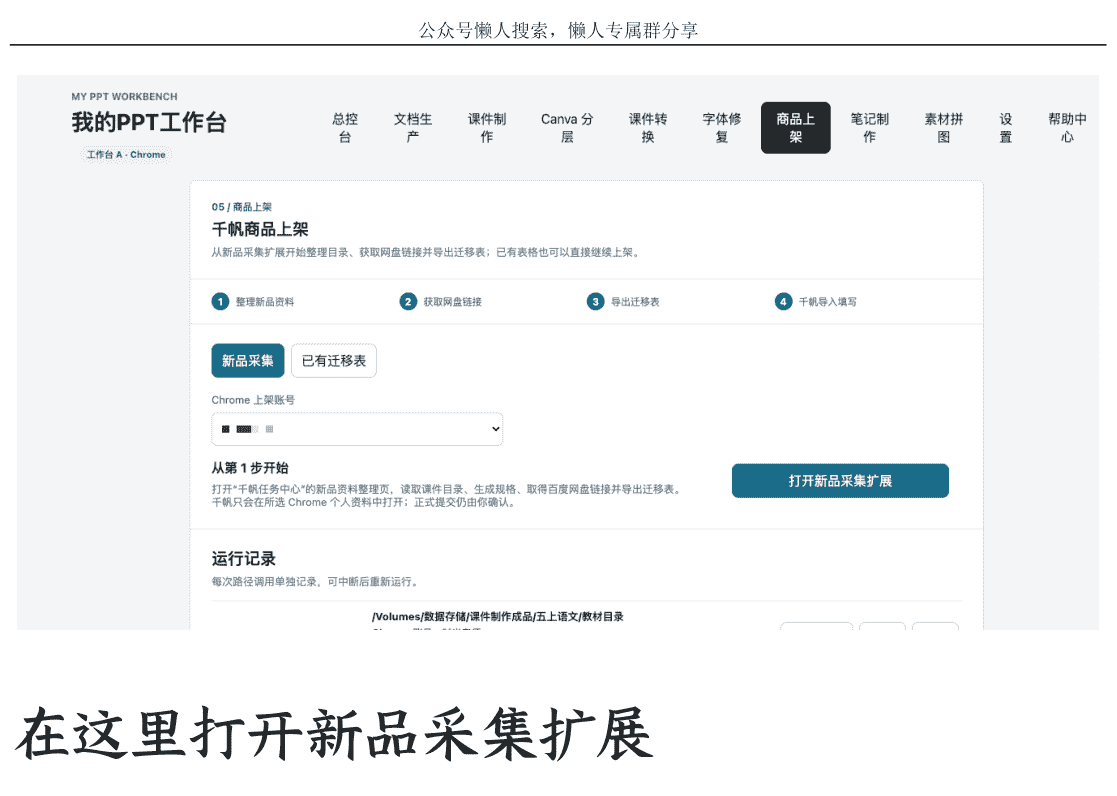 公众号懒人搜索，懒人专属群分享
MY PPT WORKBENCH
我的PPT工作台
工作台 A · Chrome
总控台
文档生产
课件制作
Canva 分层
课件转换
字体修复
商品上架
笔记制作
素材拼图
设置
帮助中心
05 / 商品上架
千帆商品上架
从新品采集扩展开始整理目录、获取网盘链接并导出迁移表；已有表格也可以直接继续上架。
1 整理新品资料
2 获取网盘链接
3 导出迁移表
4 千帆导入填写
新品采集
已有迁移表
Chrome 上架账号
从第 1 步开始
打开“千帆任务中心”的新品资料整理页，读取课件目录、生成规格、取得百度网盘链接并导出迁移表。
千帆只会在所选 Chrome 个人资料中打开；正式提交仍由你确认。
打开新品采集扩展
运行记录
每次路径调用单独记录，可中断后重新运行。
/Volumes/数据存储/课件制作成品/五上语文/教材目录
在这里打开新品采集扩展